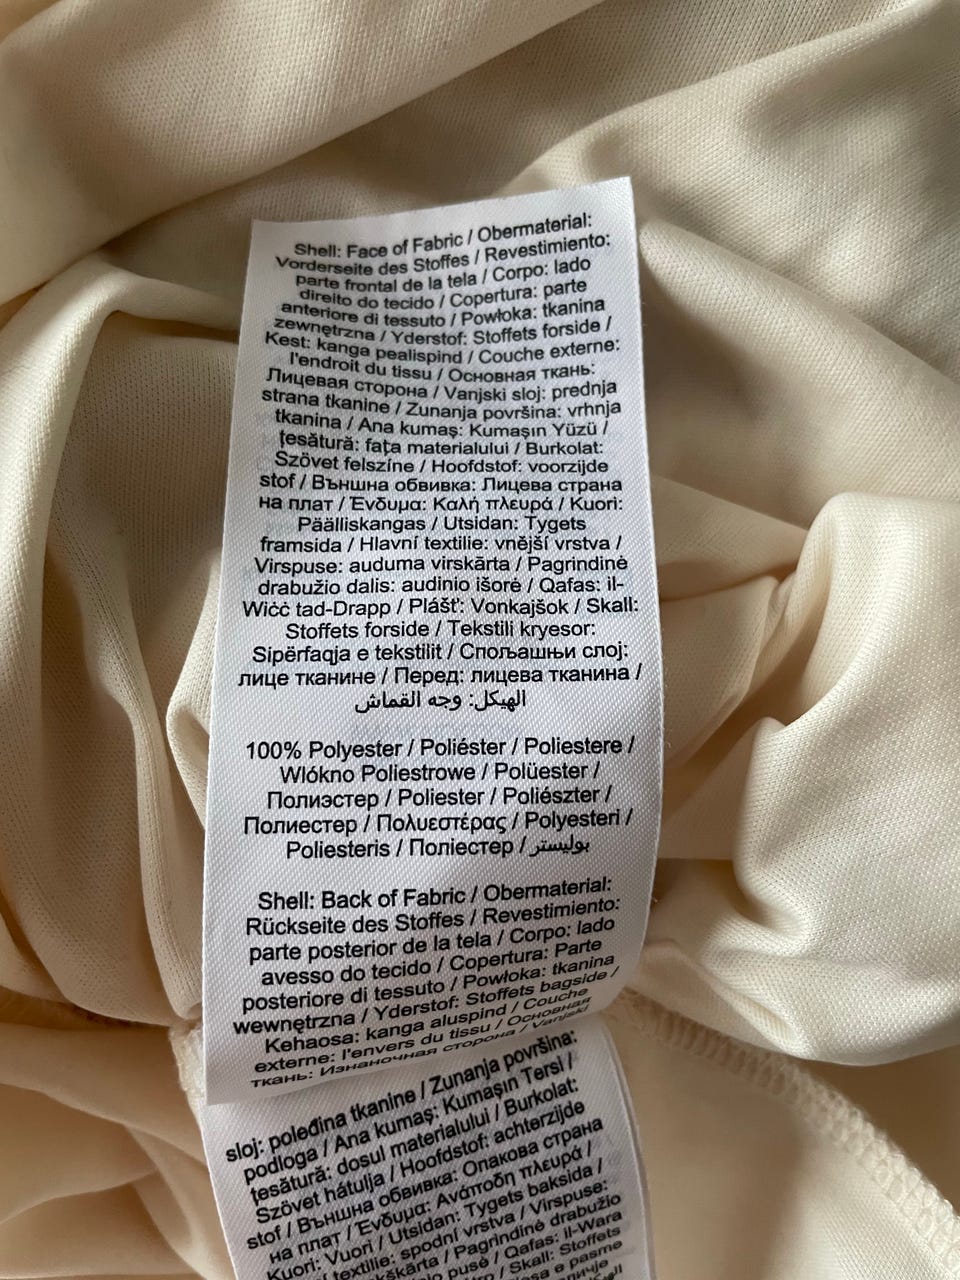 Shell: Face of Fabric / Obermaterial:
Vorderseite des Stoffes / Revestimiento:
parte frontal de la tela / Corpo: lado
direito do tecido / Copertura: parte
anteriore di tessuto / Powłoka: tkanina
zewnętrzna / Yderstof: Stoffets forside /
Kest: kanga pealispind / Couche externe:
l'endroit du tissu / Основная ткань:
Лицевая сторона / Vanjski sloj: prednja
strana tkanine / Zunanja površina: vrhnja
tkanina / Ana kumaş: Kumaşın Yüzü /
țesătură: fața materialului / Burkolat:
Szövet felszíne / Hoofdstof: voorzijde
stof / Външна обвивка: Лицева страна
на плат / Ένδυμα: Καλή πλευρά / Kuori:
Päälliskangas / Utsidan: Tygets
framsida / Hlavní textilie: vnější vrstva /
Virspuse: auduma virskārta / Pagrindinė
drabužio dalis: audinio išorė / Qafas: il-
Wiċċ tad-Drapp / Plášť: Vonkajšok / Skall:
Stoffets forside / Tekstili kryesor:
Sipërfaqja e tekstilit / Спољашњи слој:
лице тканине / Перед: лицева тканина /
الهيكل: وجه القماش
100% Polyester / Poliéster / Poliestere /
Włókno Poliestrowe / Polüester /
Полиэстер / Poliester / Poliészter /
Полиестер / Πολυεστέρας / Polyesteri /
Poliesteris / Поліестер / بوليستر
Shell: Back of Fabric / Obermaterial:
Rückseite des Stoffes / Revestimiento:
parte posterior de la tela / Corpo: lado
avesso do tecido / Copertura: Parte
posteriore di tessuto / Powłoka: tkanina
wewnętrzna / Yderstof: Stoffets bagside /
Kehaosa: kanga aluspind / Couche
externe: l'envers du tissu / Основная
ткань: Изнаночная сторона / Vanjski
sloj: poleđina tkanine / Zunanja površina:
podloga / Ana kumaş: Kumaşın Tersi /
țesătură: dosul materialului / Burkolat:
Szövet hátulja / Hoofdstof: achterzijde
stof / Външна обвивка: Опакова страна
на плат / Ένδυμα: Ανάποδη πλευρά /
Kuori: Vuori / Utsidan: Tygets baksida /
textilie: spodní vrstva / Virspuse:
/ Pagrindinė drabužio
pusė / Qafas: il-Wara
/ Skall: Stoffets
e pasme